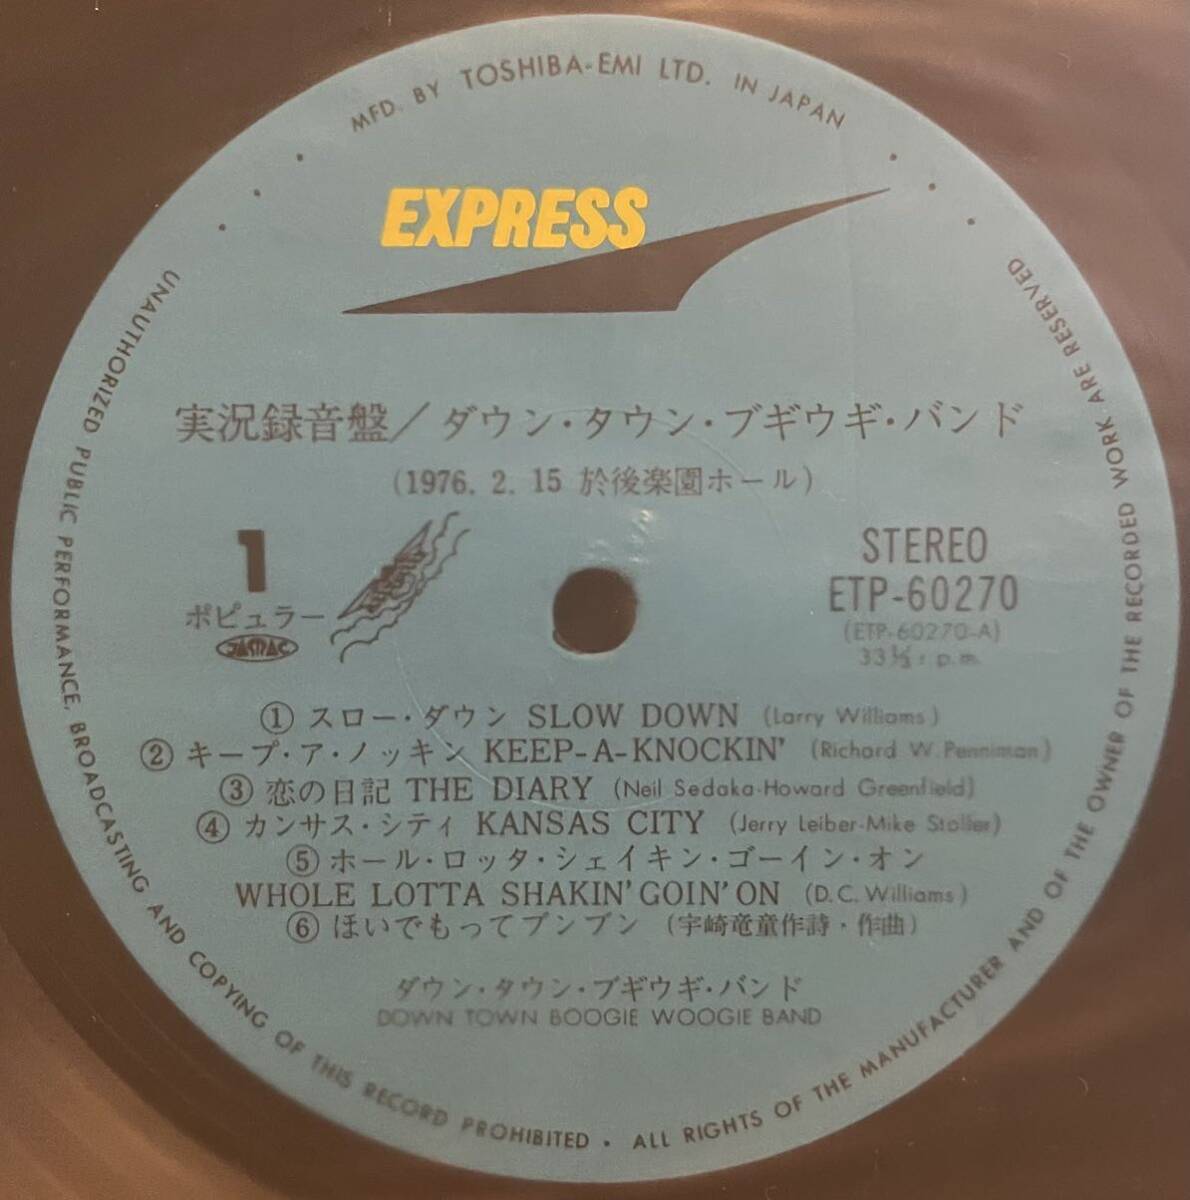 MFD. BY TOSHIBA-EMI LTD. IN JAPAN
EXPRESS
実況録音盤/ダウン・タウン・ブギウギ・バンド
(1976. 2. 15 於後楽園ホール)
1
ポピュラー
JASRAC
STEREO
ETP-60270
(ETP-60270-A)
33⅓r.p.m.
① スロー・ダウン SLOW DOWN (Larry Williams)
② キープ・ア・ノッキン KEEP-A-KNOCKIN' (Richard W. Penniman)
③ 恋の日記 THE DIARY (Neil Sedaka-Howard Greenfield)
④ カンサス・シティ KANSAS CITY (Jerry Leiber-Mike Stoller)
⑤ ホール・ロッタ・シェイキン・ゴーイン・オン
WHOLE LOTTA SHAKIN' GOIN' ON (D.C. Williams)
⑥ ほいでもってブンブン (宇崎竜童作詩・作曲)
ダウン・タウン・ブギウギ・バンド
DOWN TOWN BOOGIE WOOGIE BAND
UNAUTHORIZED PUBLIC PERFORMANCE, BROADCASTING AND COPYING OF THIS RECORD PROHIBITED • ALL RIGHTS OF THE MANUFACTURER AND OF THE OWNER OF THE RECORDED WORK ARE RESERVED